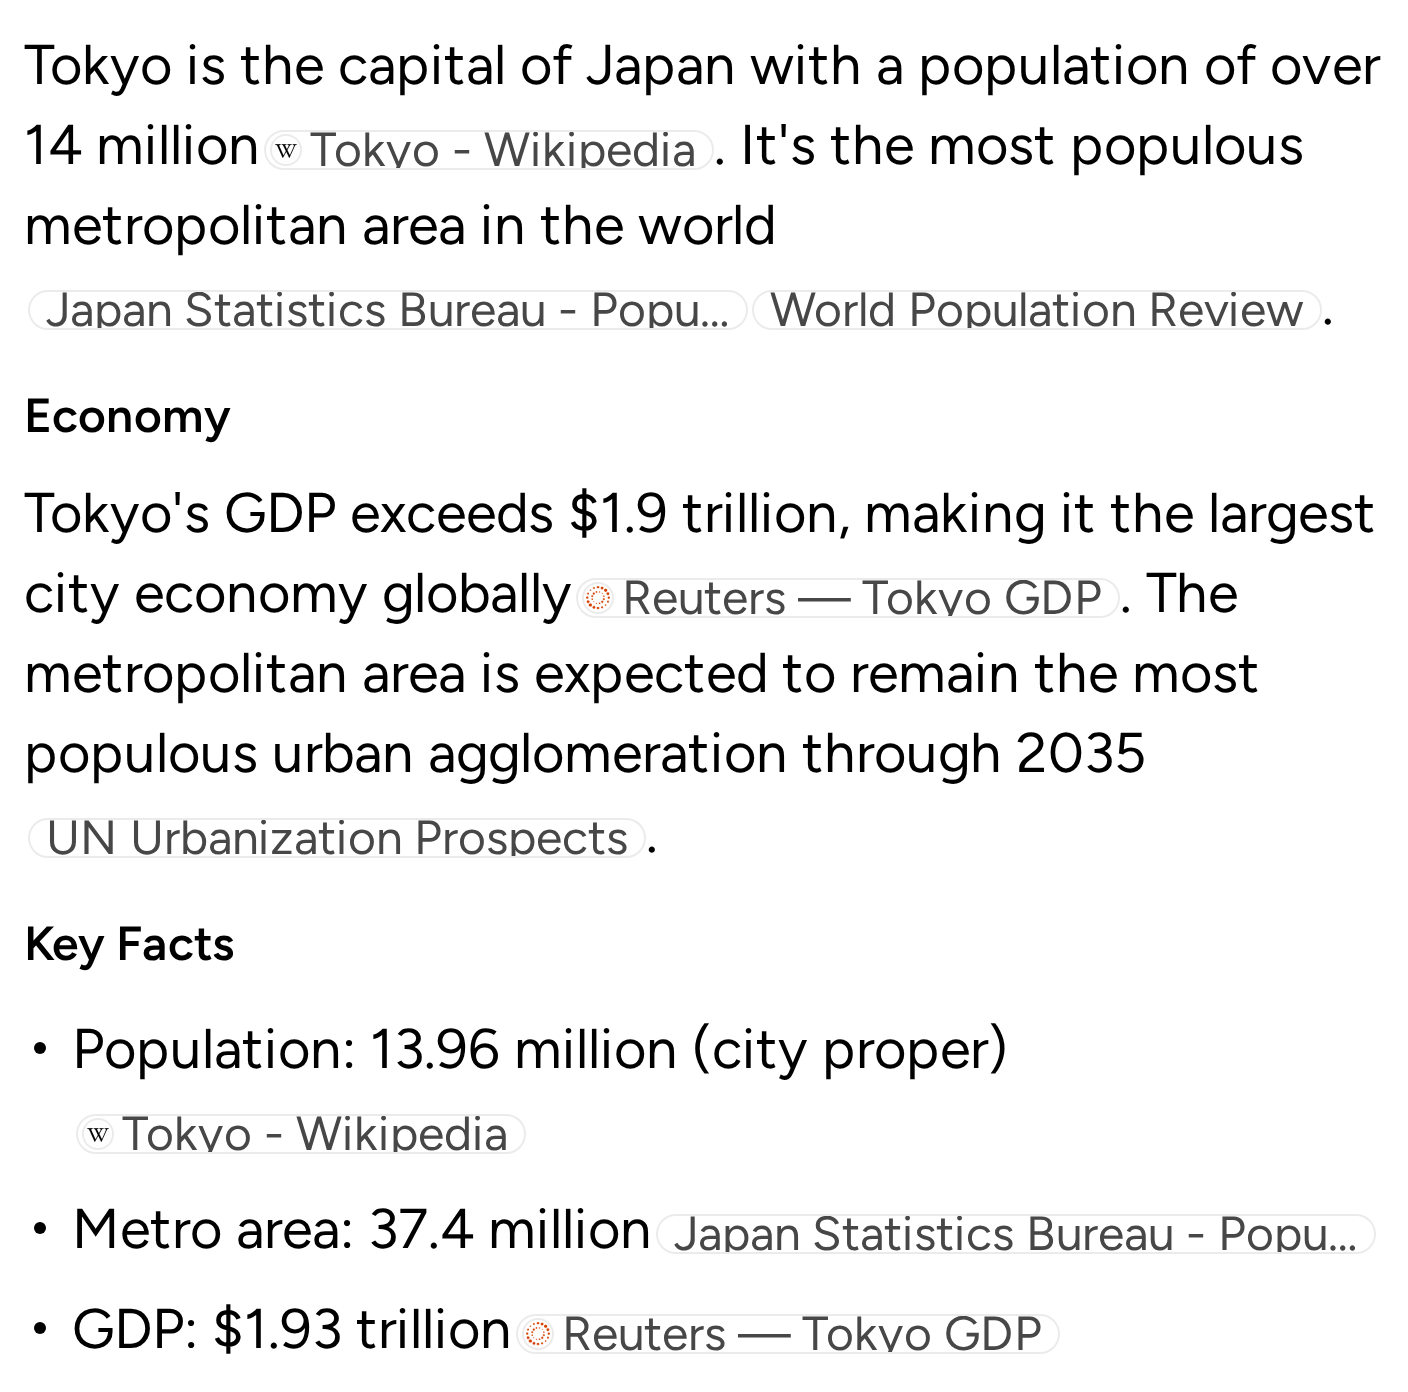 Tokyo is the capital of Japan with a population of over
14 million W Tokyo - Wikipedia . It's the most populous
metropolitan area in the world
Japan Statistics Bureau - Popu... World Population Review .
Economy
Tokyo's GDP exceeds $1.9 trillion, making it the largest
city economy globally Reuters — Tokyo GDP . The
metropolitan area is expected to remain the most
populous urban agglomeration through 2035
UN Urbanization Prospects .
Key Facts
• Population: 13.96 million (city proper)
W Tokyo - Wikipedia
• Metro area: 37.4 million Japan Statistics Bureau - Popu...
• GDP: $1.93 trillion Reuters — Tokyo GDP